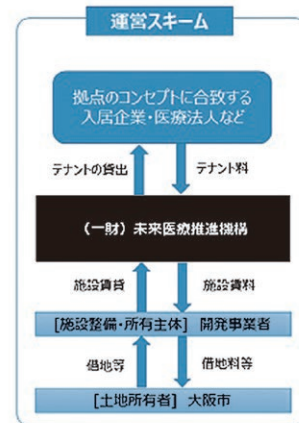 運営スキーム
拠点のコンセプトに合致する
入居企業・医療法人など
テナントの貸出
テナント料
（一財）未来医療推進機構
施設賃貸
施設賃料
[施設整備・所有主体] 開発事業者
借地等
借地料等
[土地所有者] 大阪市